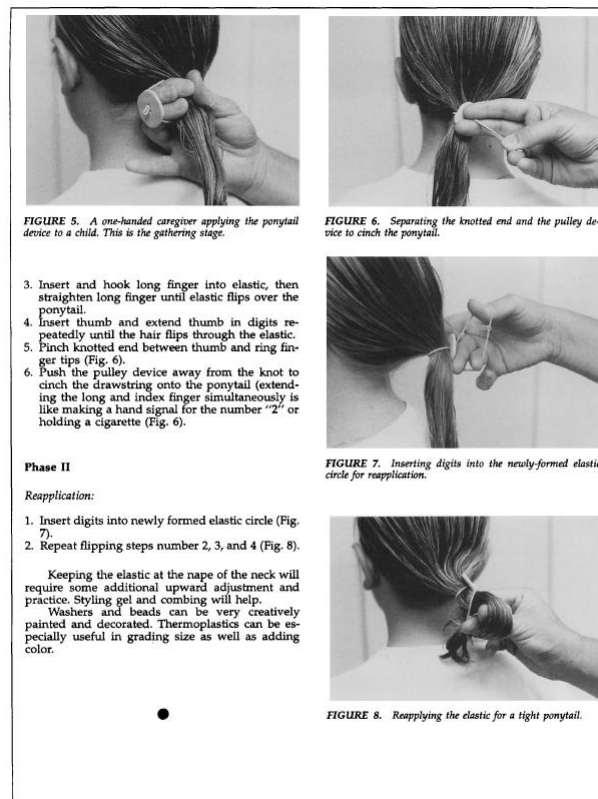 FIGURE 5. A one-handed caregiver applying the ponytail
device to a child. This is the gathering stage.
3. Insert and hook long finger into elastic, then
straighten long finger until elastic flips over the
ponytail.
4. Insert thumb and extend thumb in digits re-
peatedly until the hair flips through the elastic.
5. Pinch knotted end between thumb and ring fin-
ger tips (Fig. 6).
6. Push the pulley device away from the knot to
cinch the drawstring onto the ponytail (extend-
ing the long and index finger simultaneously is
like making a hand signal for the number "2" or
holding a cigarette (Fig. 6).
Phase II
Reapplication:
1. Insert digits into newly formed elastic circle (Fig.
7).
2. Repeat flipping steps number 2, 3, and 4 (Fig. 8).
Keeping the elastic at the nape of the neck will
require some additional upward adjustment and
practice. Styling gel and combing will help.
Washers and beads can be very creatively
painted and decorated. Thermoplastics can be es-
pecially useful in grading size as well as adding
color.
FIGURE 6. Separating the knotted end and the pulley de-
vice to cinch the ponytail.
FIGURE 7. Inserting digits into the newly-formed elastic
circle for reapplication.
FIGURE 8. Reapplying the elastic for a tight ponytail.